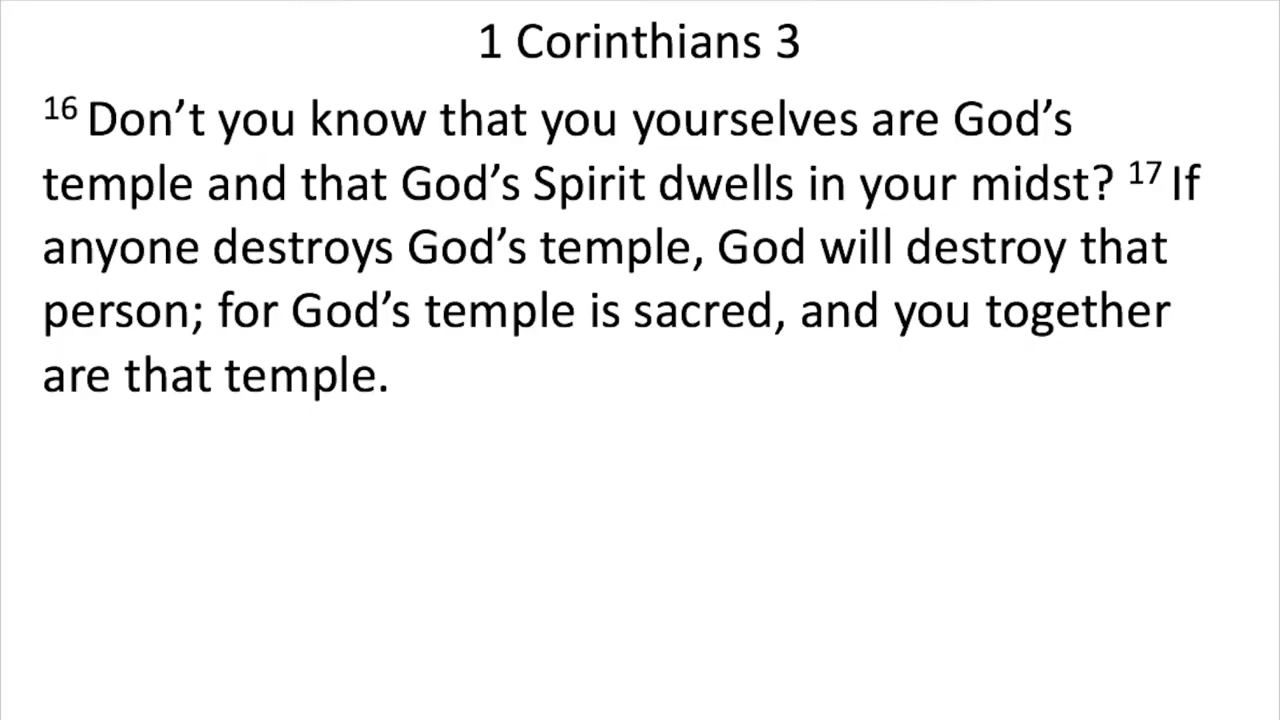 1 Corinthians 3
16 Don’t you know that you yourselves are God’s
temple and that God’s Spirit dwells in your midst? 17 If
anyone destroys God’s temple, God will destroy that
person; for God’s temple is sacred, and you together
are that temple.